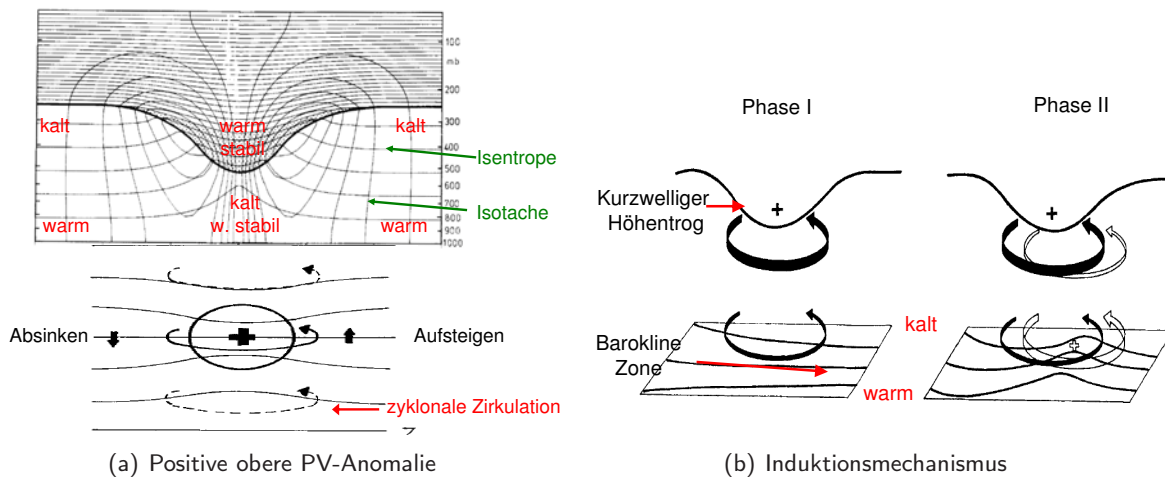 100
mb
200
kalt
warm
kalt
300
stabil
400
Isentrope
500
600
kalt
Isotache
700
w. stabil
800
warm
warm
900
1000
Absinken
Aufsteigen
zyklonale Zirkulation
(a) Positive obere PV-Anomalie
Phase I
Phase II
Kurzwelliger
Höhentrog
+
+
kalt
Barokline
Zone
warm
(b) Induktionsmechanismus